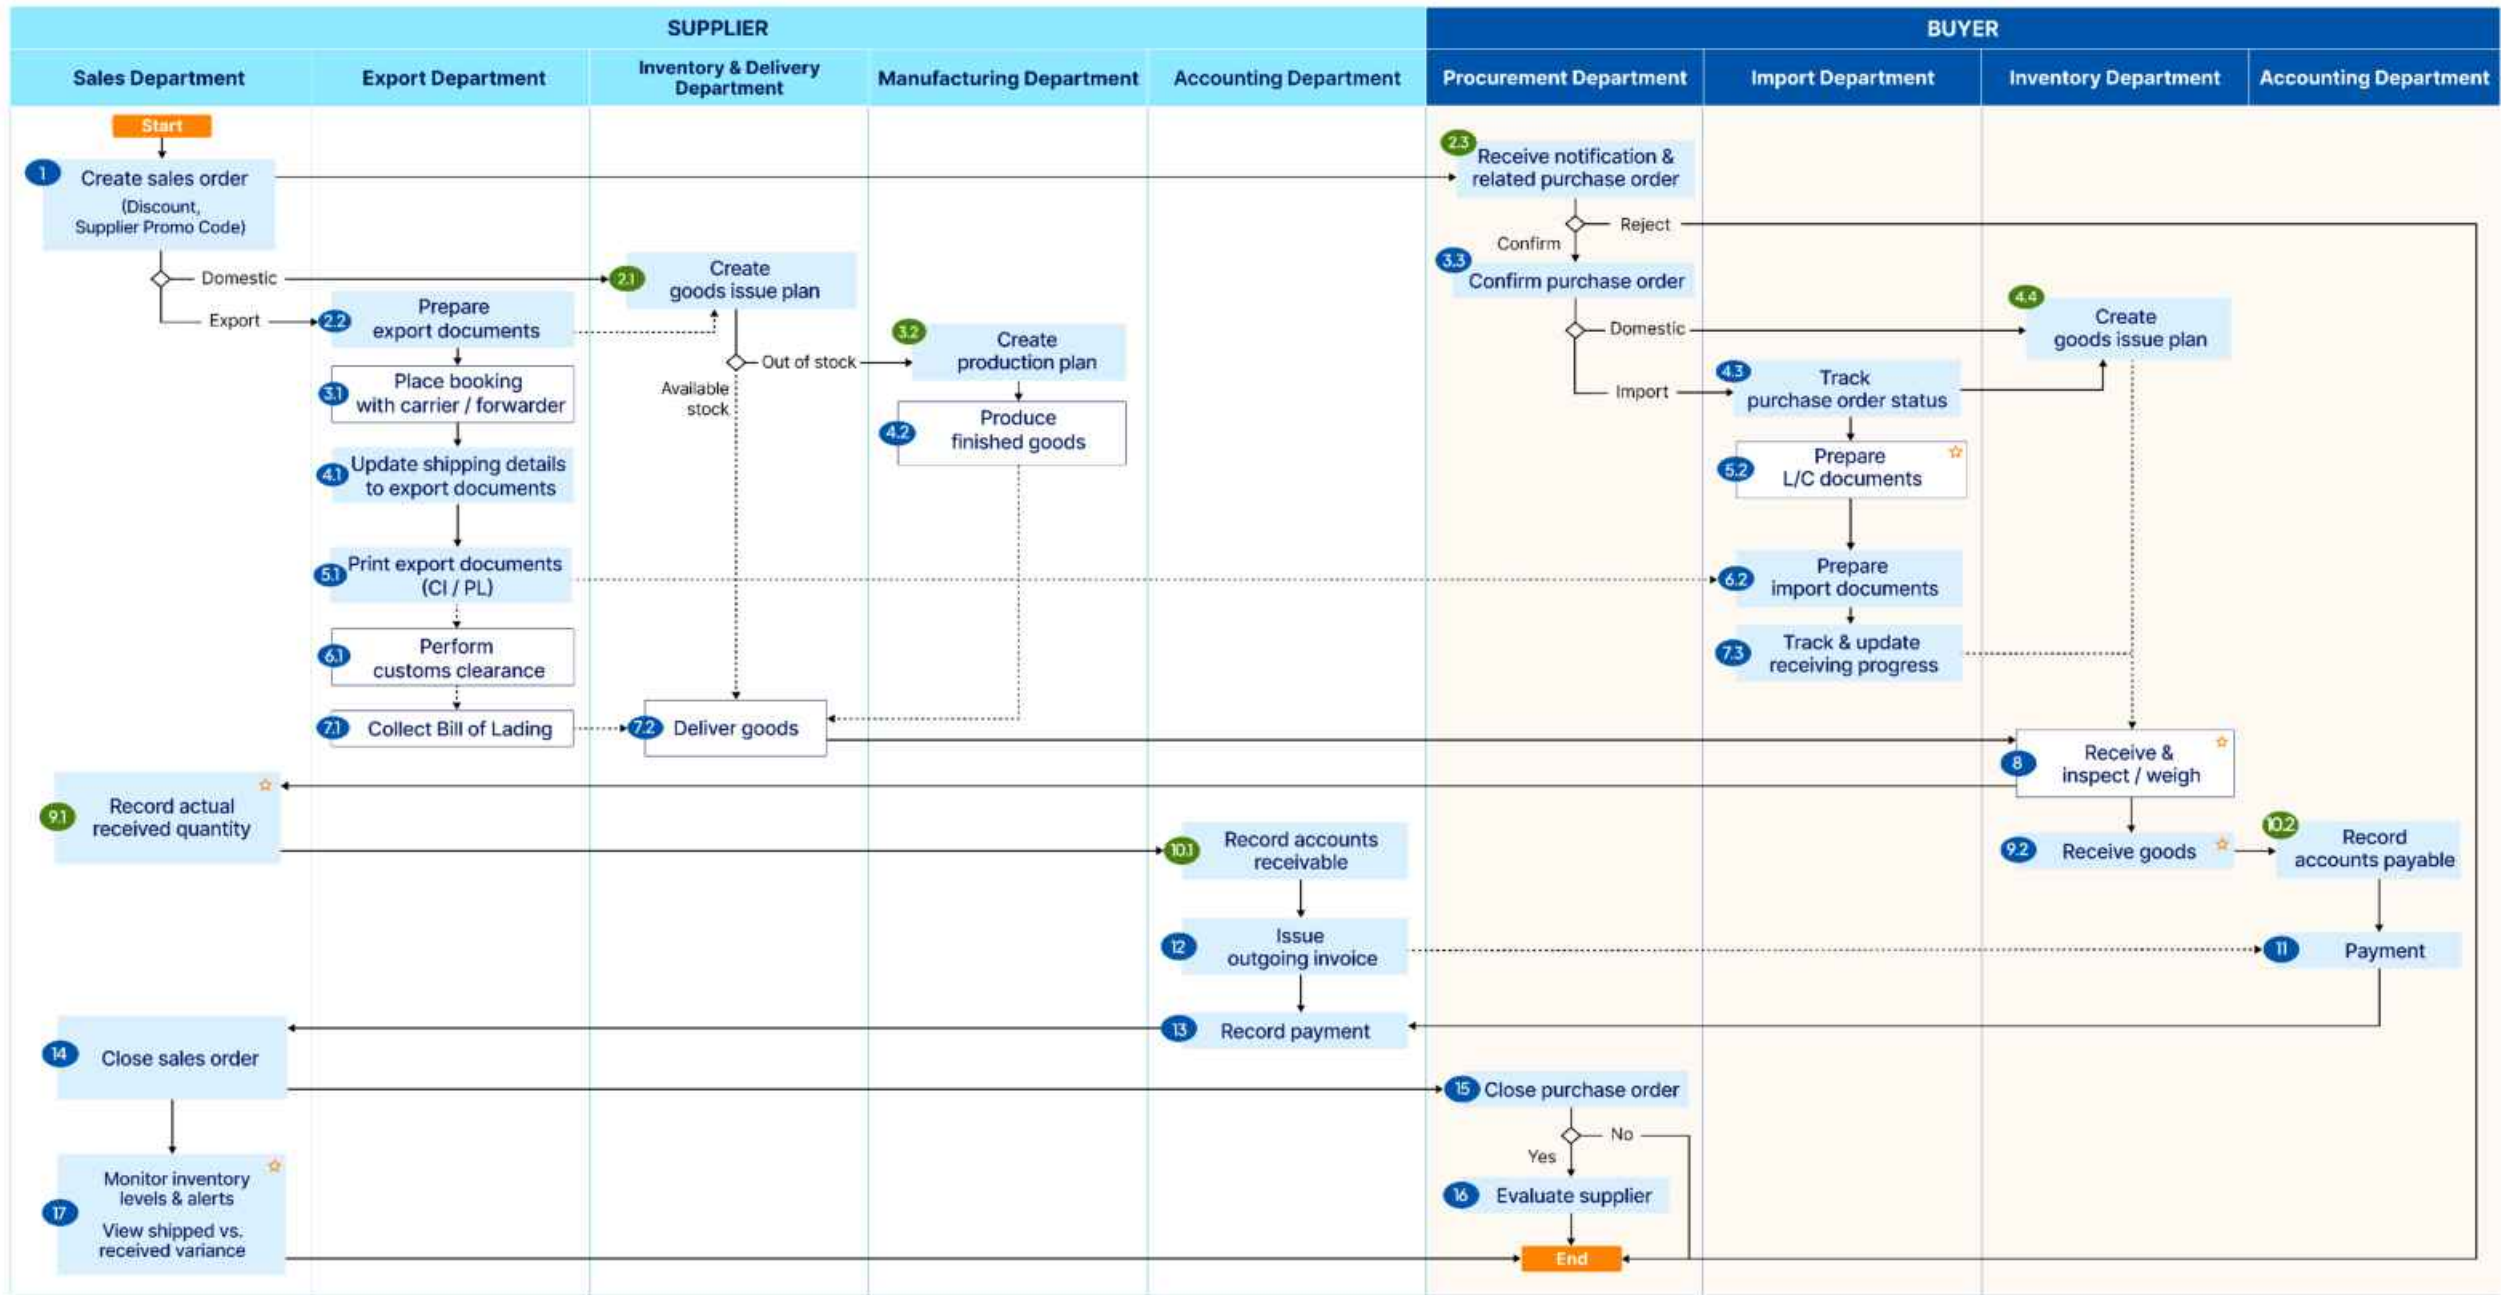 SUPPLIER
BUYER
Sales Department
Export Department
Inventory & Delivery
Department
Manufacturing Department
Accounting Department
Procurement Department
Import Department
Inventory Department
Accounting Department
Start
1
Create sales order
(Discount,
Supplier Promo Code)
2.3
Receive notification &
related purchase order
Reject
Confirm
3.3
Confirm purchase order
Domestic
2.1
Create
goods issue plan
Export
2.2
Prepare
export documents
Out of stock
Available
stock
3.2
Create
production plan
Domestic
4.4
Create
goods issue plan
Import
4.3
Track
purchase order status
3.1
Place booking
with carrier / forwarder
4.2
Produce
finished goods
4.1
Update shipping details
to export documents
5.2
Prepare
L/C documents
5.1
Print export documents
(CI / PL)
6.2
Prepare
import documents
6.1
Perform
customs clearance
7.3
Track & update
receiving progress
7.1
Collect Bill of Lading
7.2
Deliver goods
8
Receive &
inspect / weigh
9.1
Record actual
received quantity
10.1
Record accounts
receivable
9.2
Receive goods
10.2
Record
accounts payable
12
Issue
outgoing invoice
11
Payment
13
Record payment
14
Close sales order
15
Close purchase order
No
Yes
16
Evaluate supplier
17
Monitor inventory
levels & alerts
View shipped vs.
received variance
End